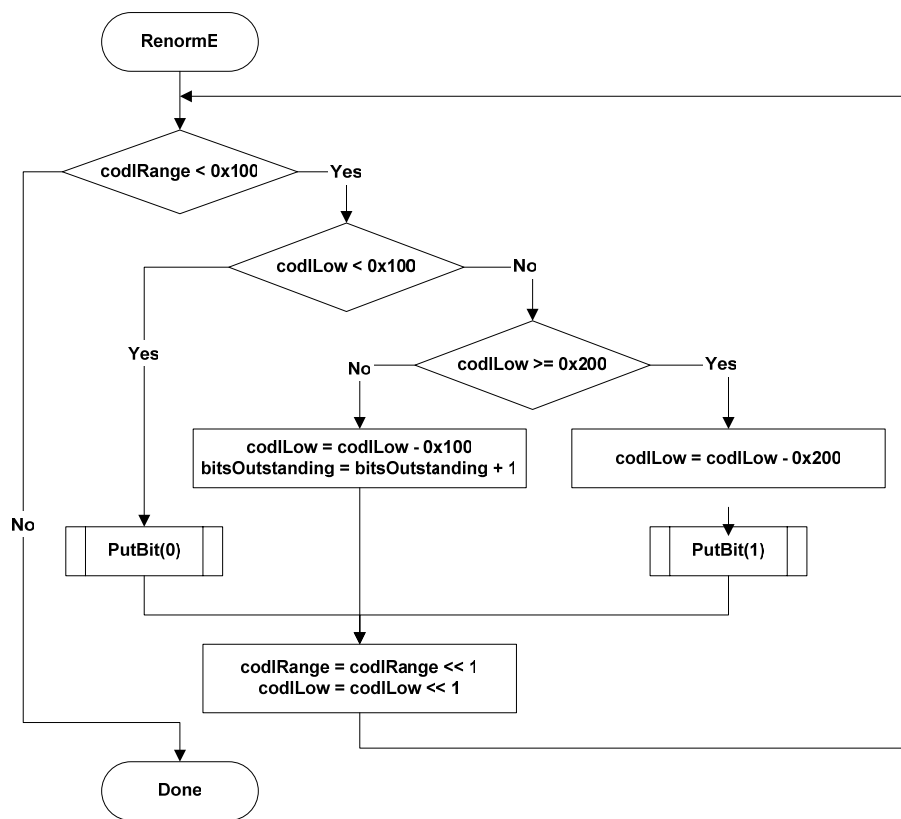 RenormE
codIRange < 0x100
Yes
codILow < 0x100
No
Yes
codILow >= 0x200
No
Yes
codILow = codILow - 0x100
bitsOutstanding = bitsOutstanding + 1
codILow = codILow - 0x200
No
PutBit(0)
PutBit(1)
codIRange = codIRange << 1
codILow = codILow << 1
Done